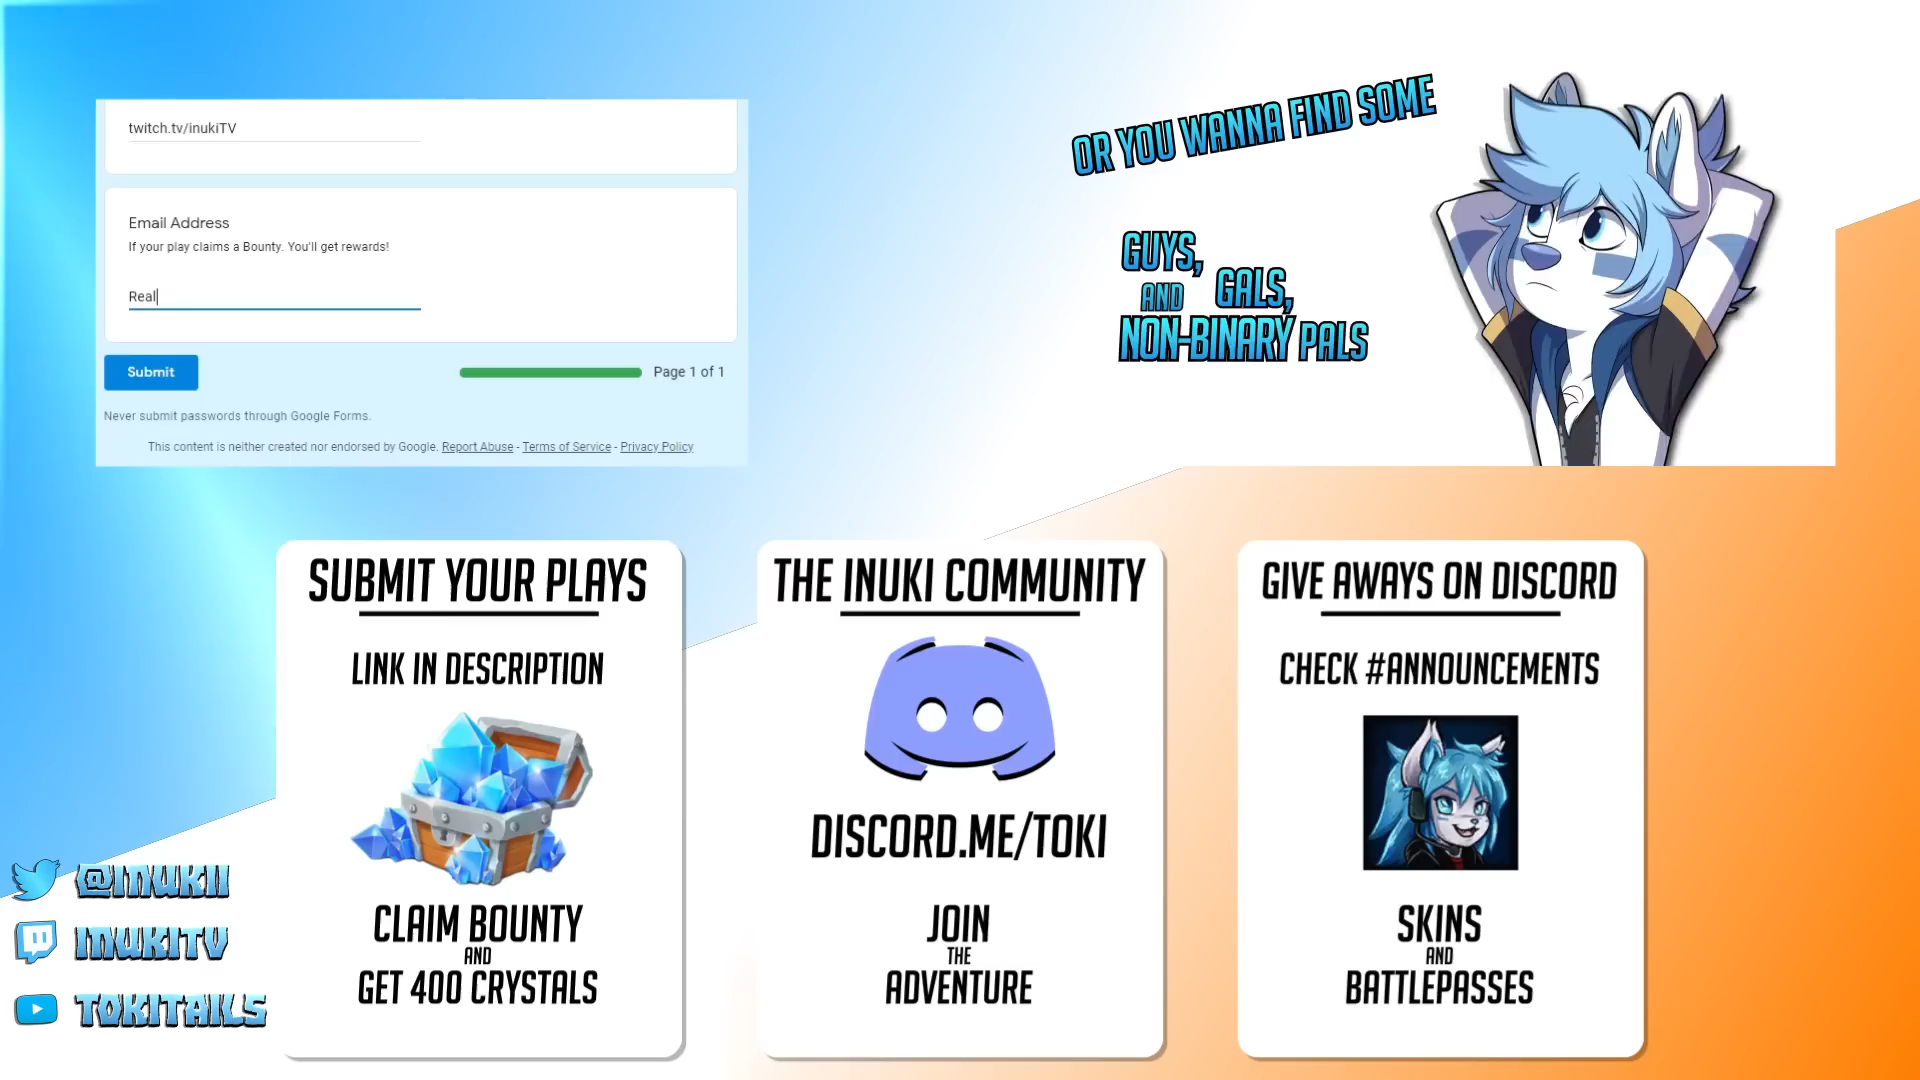 twitch.tv/inukiTV
Email Address
If your play claims a Bounty. You'll get rewards!
Real
Submit
Page 1 of 1
Never submit passwords through Google Forms.
This content is neither created nor endorsed by Google. Report Abuse - Terms of Service - Privacy Policy
OR YOU WANNA FIND SOME
GUYS,
AND GALS,
NON-BINARY PALS
SUBMIT YOUR PLAYS
LINK IN DESCRIPTION
CLAIM BOUNTY
AND
GET 400 CRYSTALS
THE INUKI COMMUNITY
DISCORD.ME/TOKI
JOIN
THE
ADVENTURE
GIVE AWAYS ON DISCORD
CHECK #ANNOUNCEMENTS
SKINS
AND
BATTLEPASSES
@INUKII
INUKITV
TOKITAILS